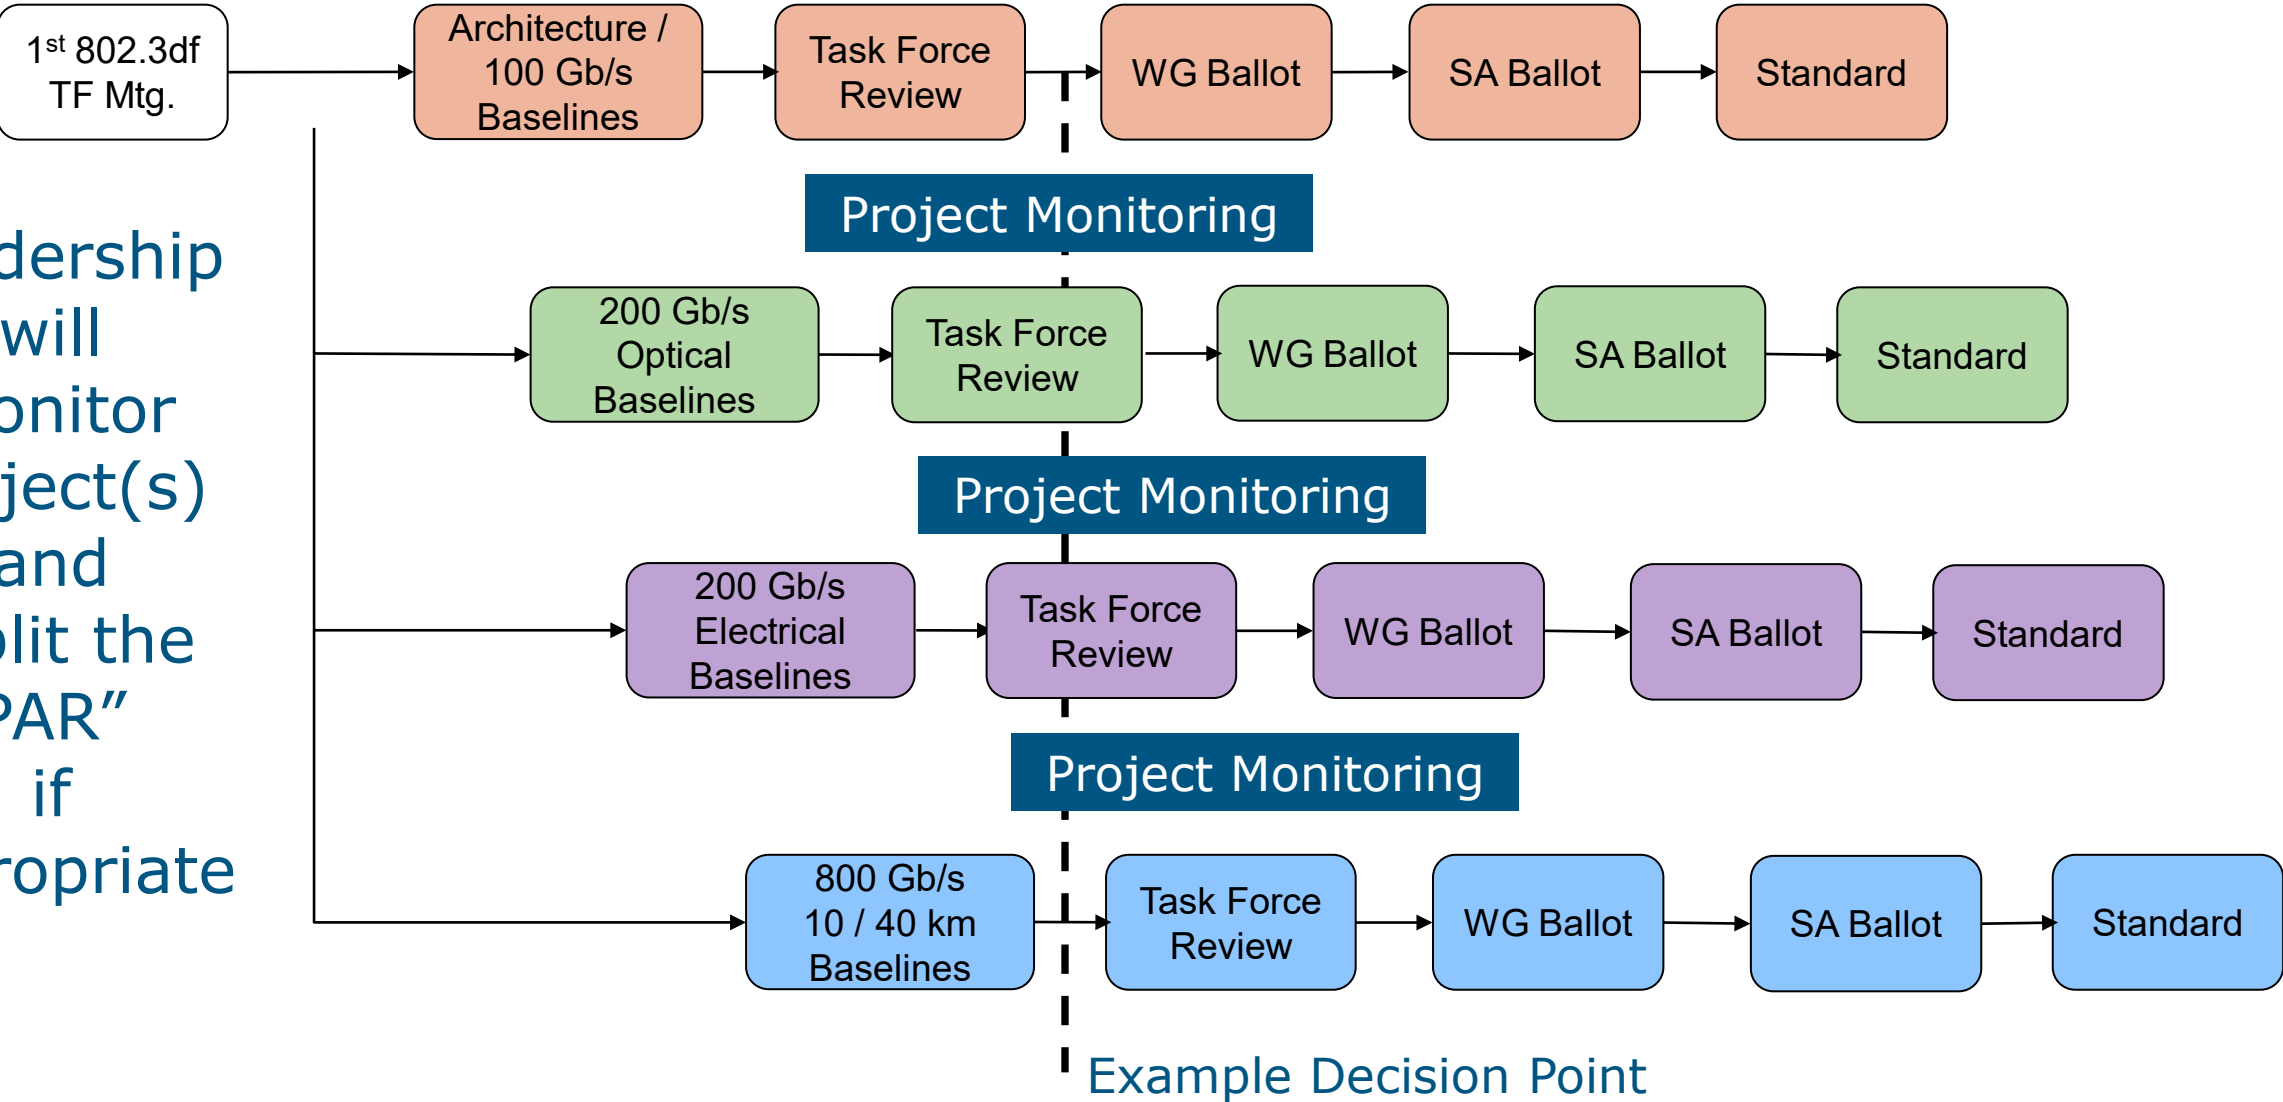 1st 802.3df
TF Mtg.
Architecture /
100 Gb/s
Baselines
Task Force
Review
WG Ballot
SA Ballot
Standard
Project Monitoring
dership
will
onitor
ject(s)
and
plit the
PAR”
if
ropriate
200 Gb/s
Optical
Baselines
Task Force
Review
WG Ballot
SA Ballot
Standard
Project Monitoring
200 Gb/s
Electrical
Baselines
Task Force
Review
WG Ballot
SA Ballot
Standard
Project Monitoring
800 Gb/s
10 / 40 km
Baselines
Task Force
Review
WG Ballot
SA Ballot
Standard
Example Decision Point